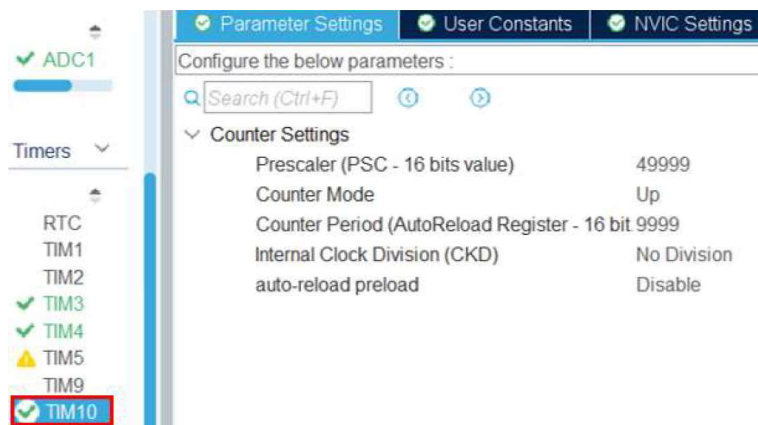 ADC1
Timers
RTC
TIM1
TIM2
TIM3
TIM4
TIM5
TIM9
TIM10
Parameter Settings User Constants NVIC Settings
Configure the below parameters :
Search (Ctrl+F)
Counter Settings
Prescaler (PSC - 16 bits value) 49999
Counter Mode Up
Counter Period (AutoReload Register - 16 bit 9999
Internal Clock Division (CKD) No Division
auto-reload preload Disable